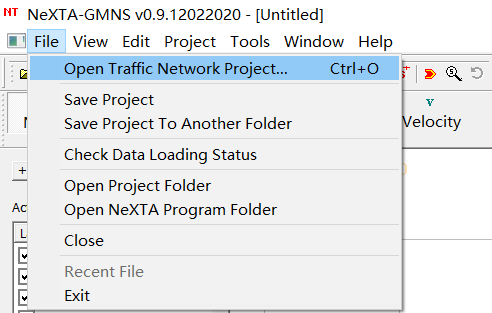 NeXTA-GMNS v0.9.12022020 - [Untitled]
File View Edit Project Tools Window Help
Open Traffic Network Project... Ctrl+O
Save Project
Save Project To Another Folder
Velocity
Check Data Loading Status
Open Project Folder
Open NeXTA Program Folder
Close
Recent File
Exit